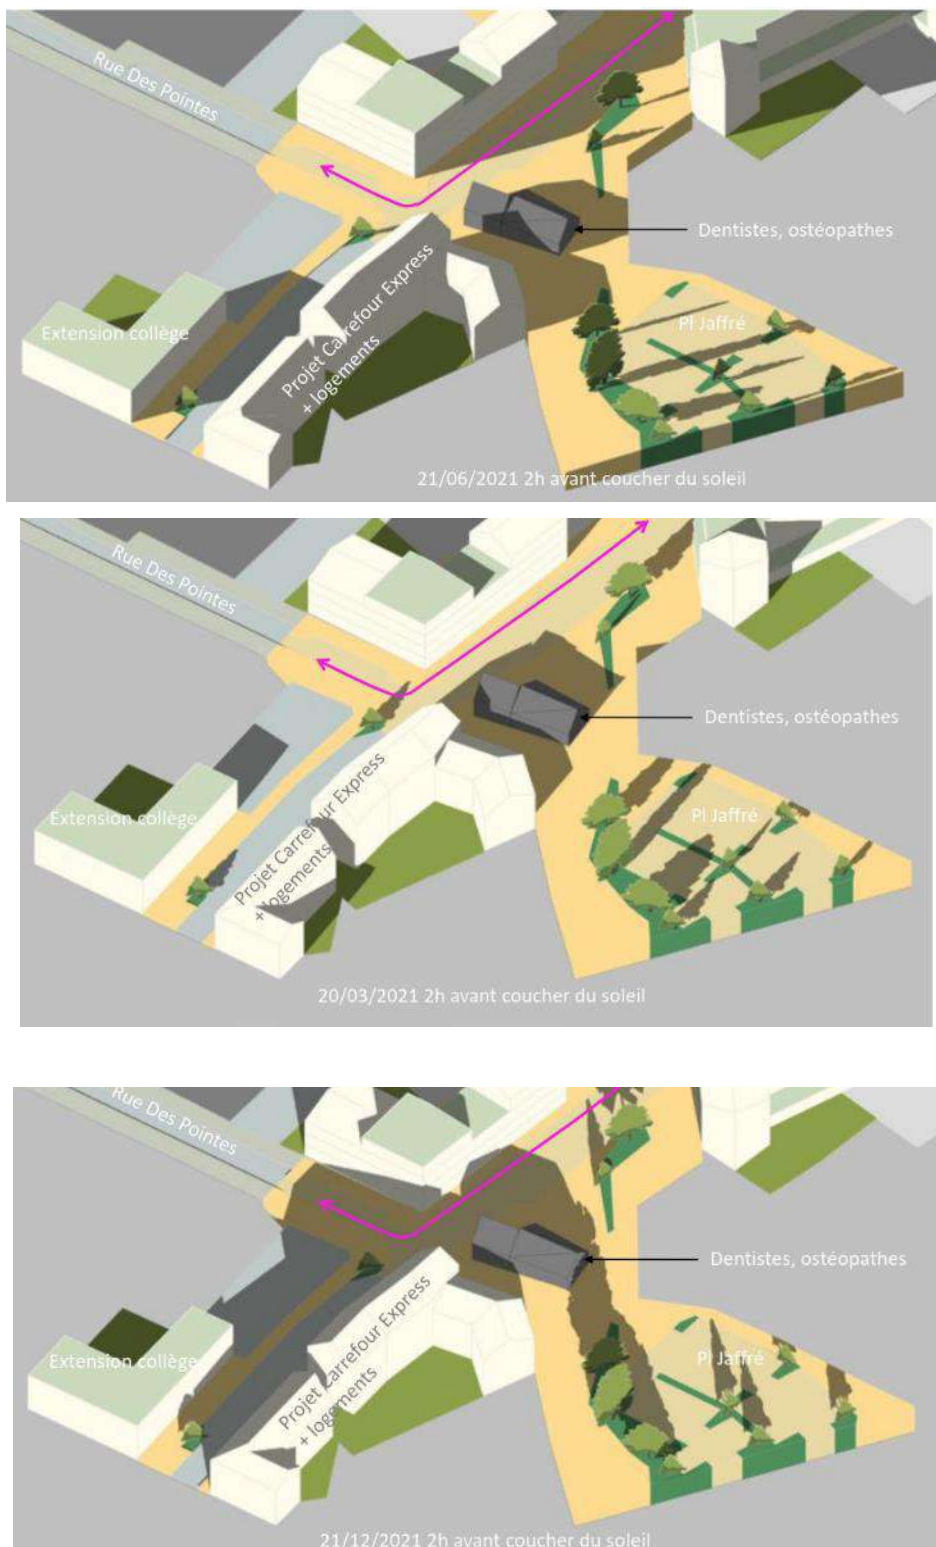 Rue Des Pointes
Dentistes, ostéopathes
Pl Jaffré
Extension collège
Projet Carrefour Express
+ logements
21/06/2021 2h avant coucher du soleil
Rue Des Pointes
Dentistes, ostéopathes
Pl Jaffré
Extension collège
Projet Carrefour Express
+ logements
20/03/2021 2h avant coucher du soleil
Rue Des Pointes
Dentistes, ostéopathes
Pl Jaffré
Extension collège
Projet Carrefour Express
+ logements
21/12/2021 2h avant coucher du soleil